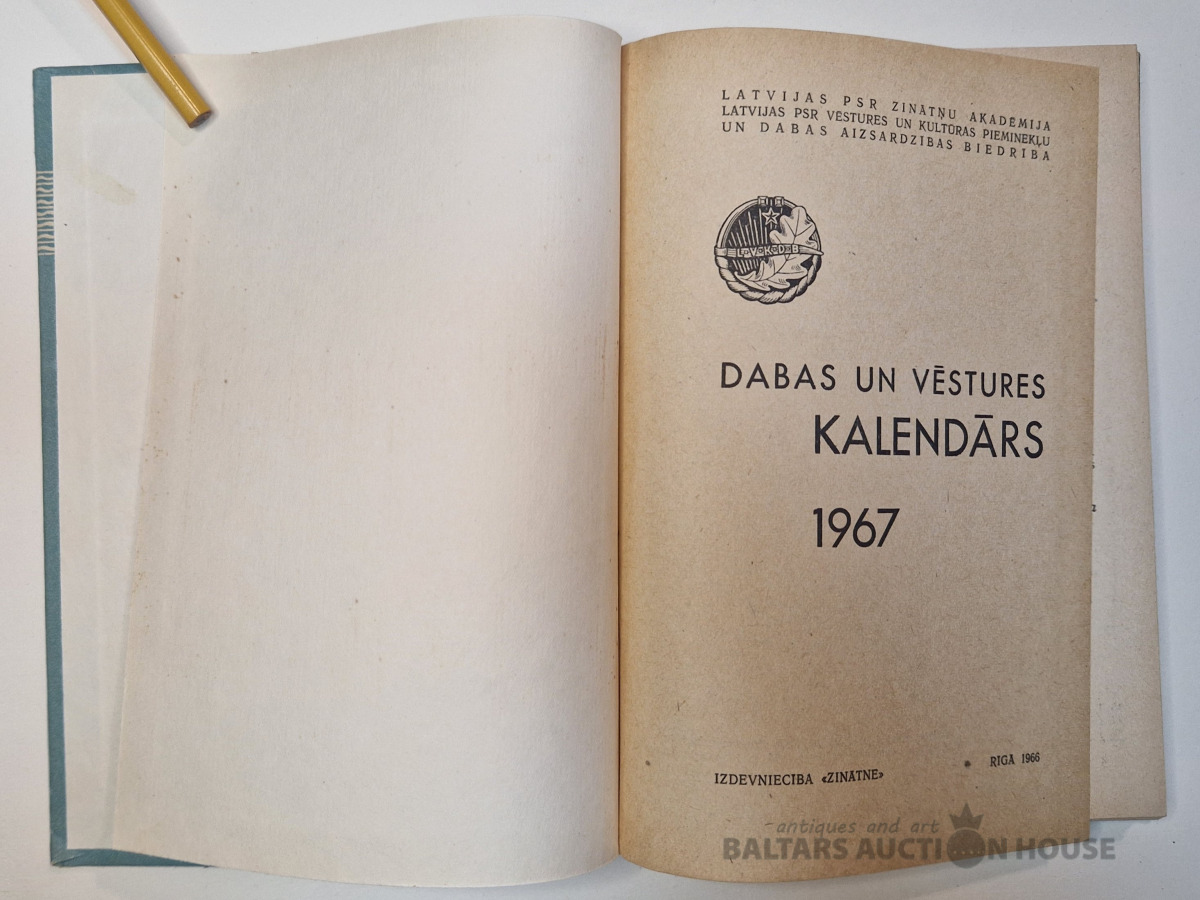 LATVIJAS PSR ZINĀTŅU AKADĒMIJA
LATVIJAS PSR VĒSTURES UN KULTŪRAS PIEMINEKĻU
UN DABAS AIZSARDZĪBAS BIEDRĪBA
DABAS UN VĒSTURES
KALENDĀRS
1967
IZDEVNIECĪBA «ZINĀTNE»
RĪGĀ 1966
antiques and art
BALTARS AUCTION HOUSE